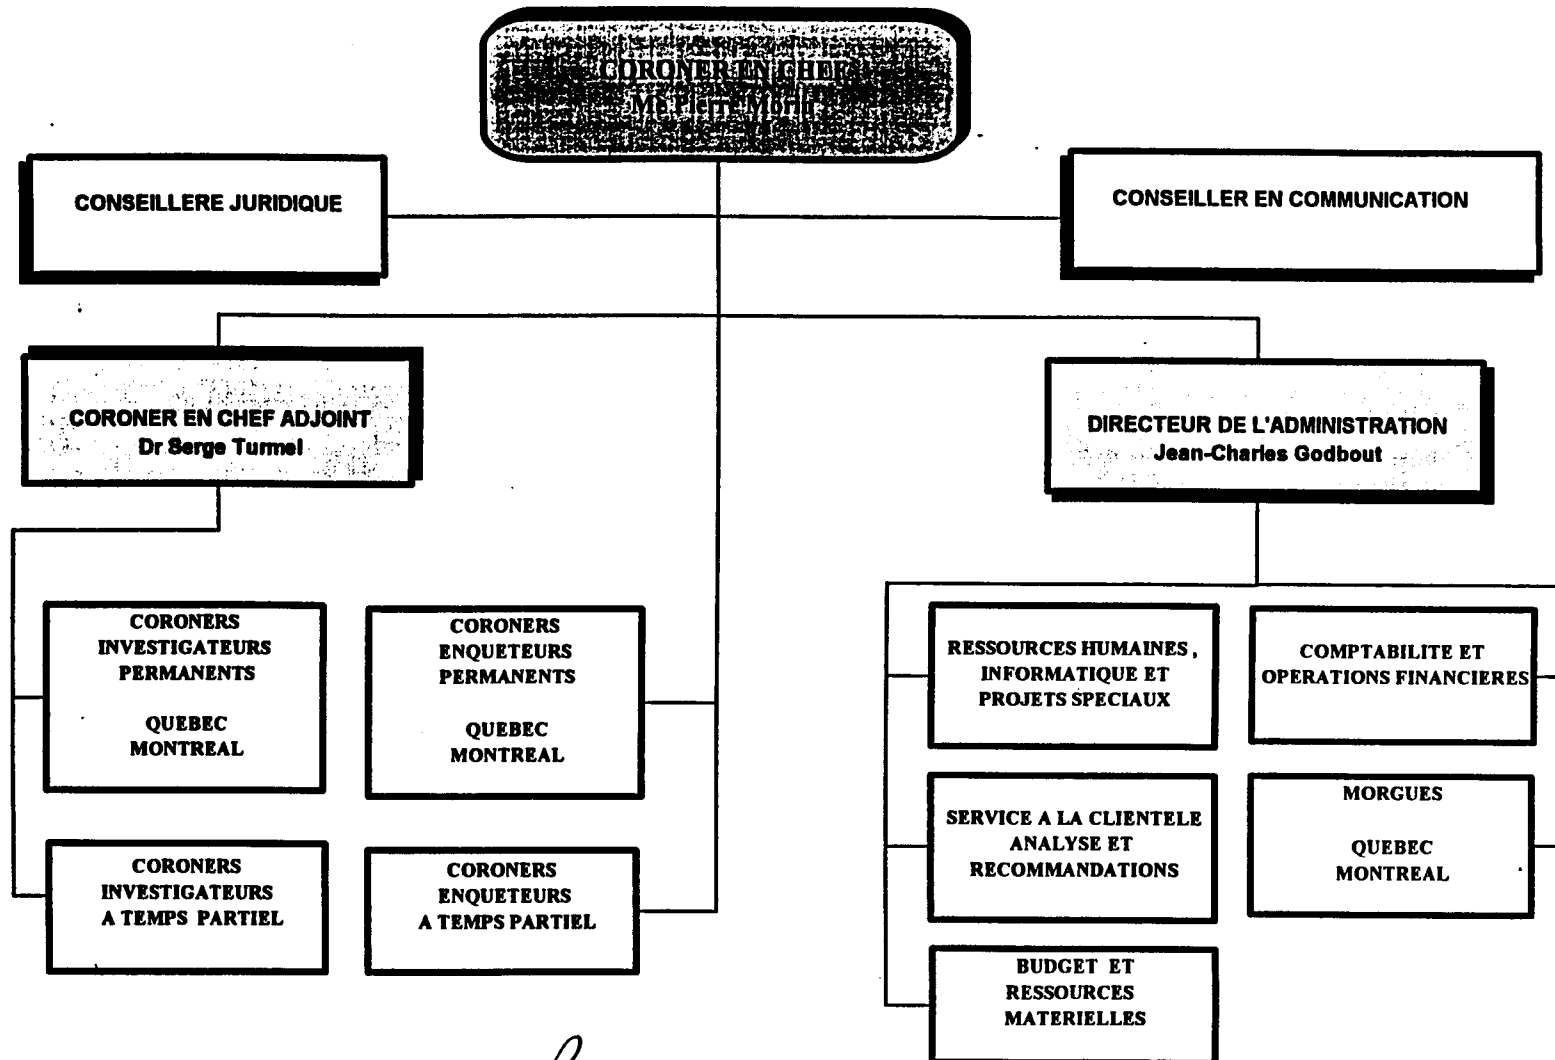 CORONER EN CHEF
Me Pierre Morin
CONSEILLERE JURIDIQUE
CONSEILLER EN COMMUNICATION
CORONER EN CHEF ADJOINT
Dr Serge Turmel
DIRECTEUR DE L'ADMINISTRATION
Jean-Charles Godbout
CORONERS
INVESTIGATEURS
PERMANENTS
QUEBEC
MONTREAL
CORONERS
ENQUETEURS
PERMANENTS
QUEBEC
MONTREAL
RESSOURCES HUMAINES,
INFORMATIQUE ET
PROJETS SPECIAUX
COMPTABILITE ET
OPERATIONS FINANCIERES
CORONERS
INVESTIGATEURS
A TEMPS PARTIEL
CORONERS
ENQUETEURS
A TEMPS PARTIEL
SERVICE A LA CLIENTELE
ANALYSE ET
RECOMMANDATIONS
MORGUES
QUEBEC
MONTREAL
BUDGET ET
RESSOURCES
MATERIELLES